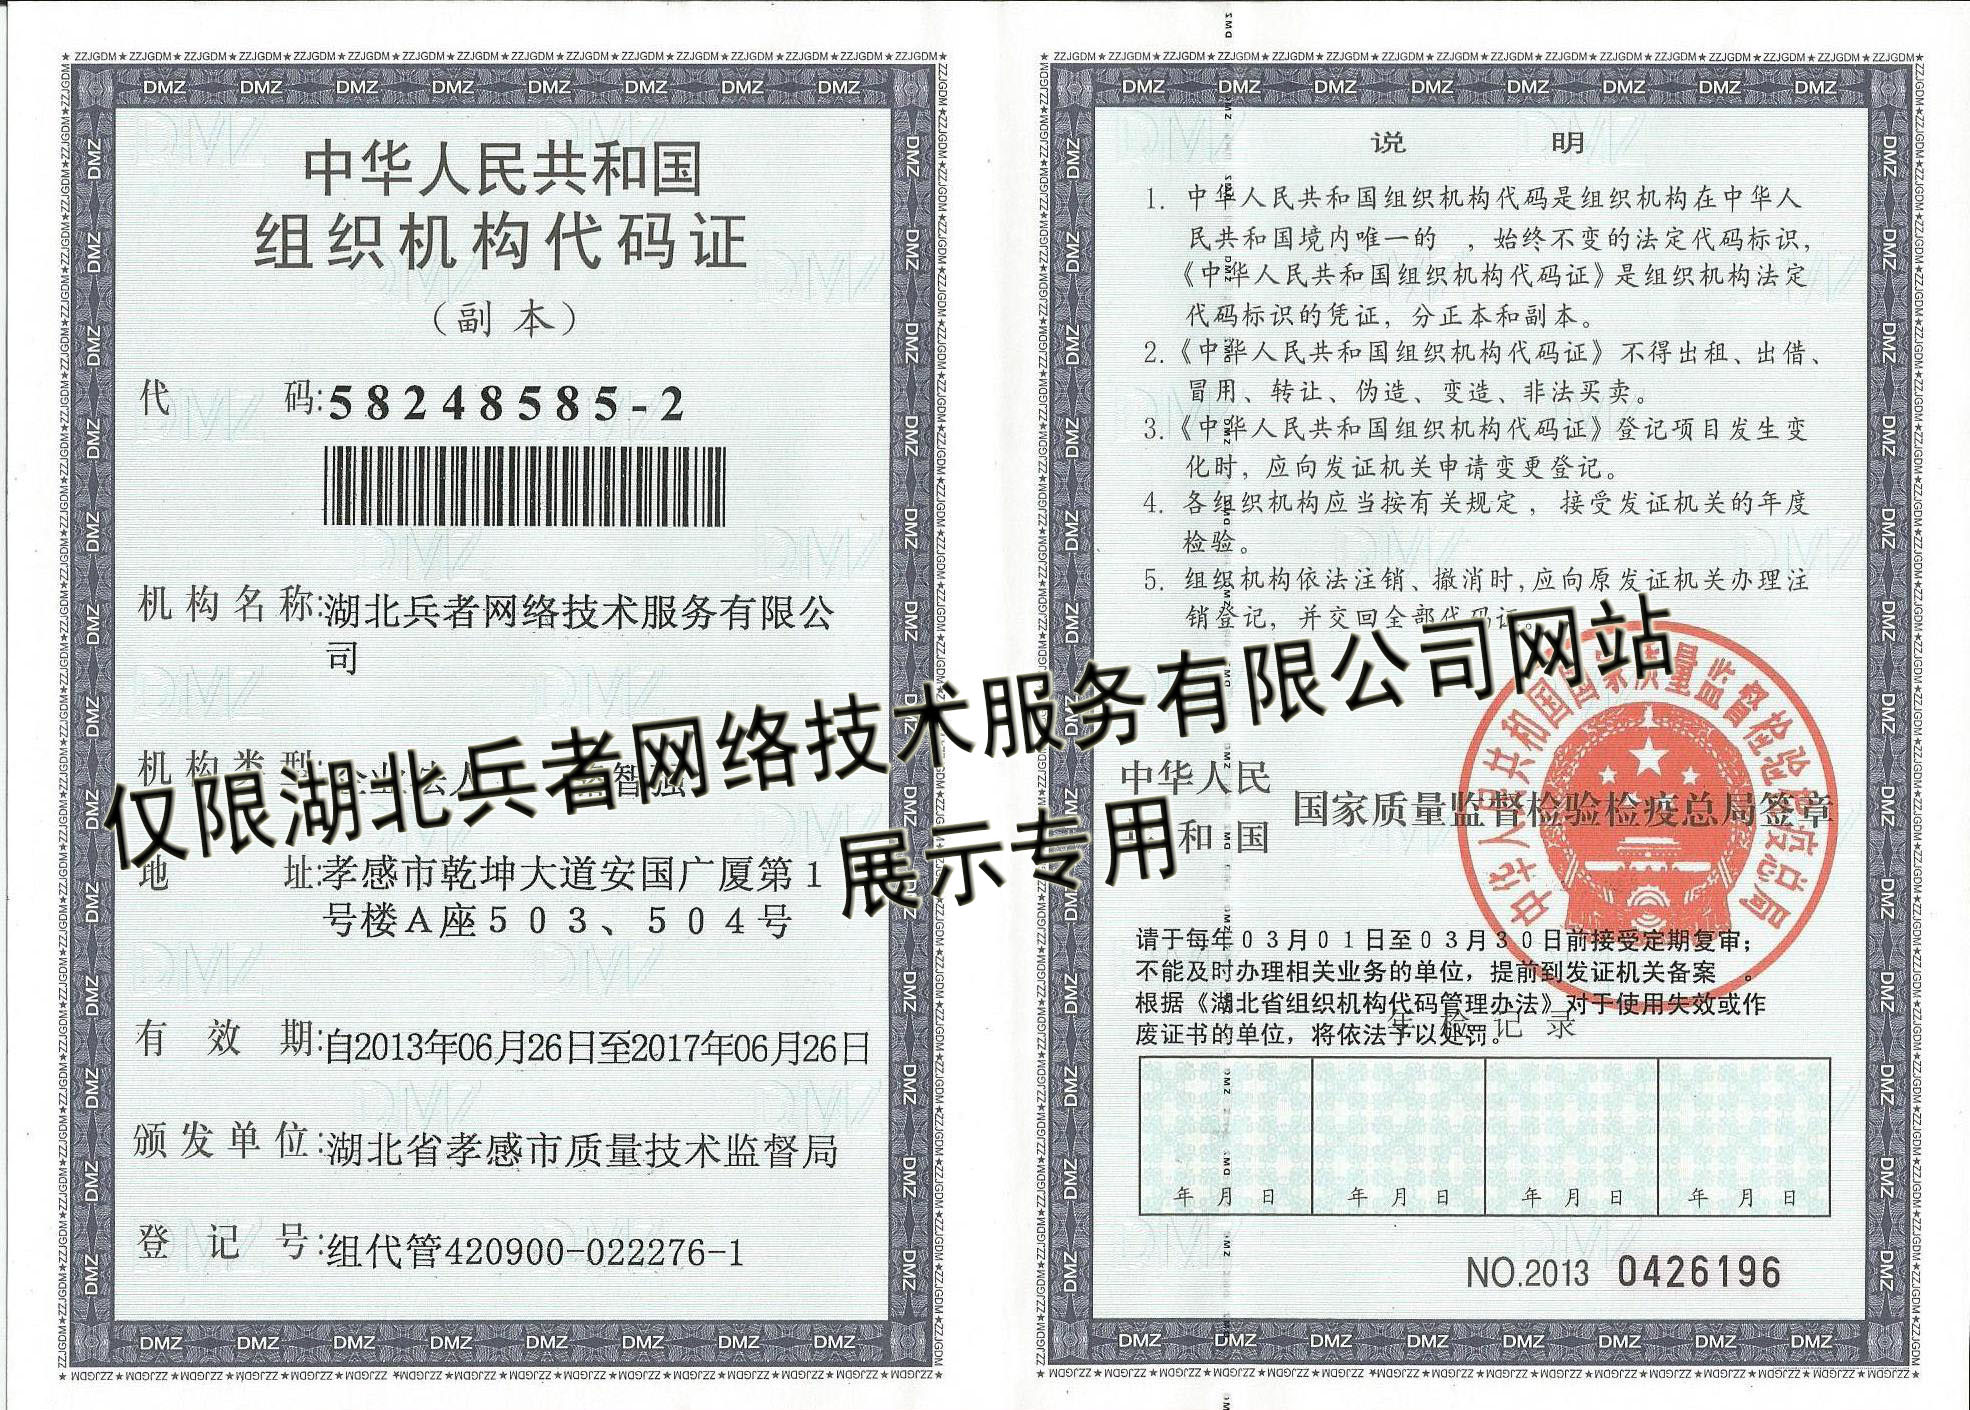 中华人民共和国
组织机构代码证
（副 本）
代 码:58248585-2
机构名称:湖北兵者网络技术服务有限公
司
机构类型:企业法人 智强
地 址:孝感市乾坤大道安国广厦第1
号楼A座503、504号
有 效 期:自2013年06月26日至2017年06月26日
颁发单位:湖北省孝感市质量技术监督局
登 记 号:组代管420900-022276-1
说 明
1. 中华人民共和国组织机构代码是组织机构在中华人
民共和国境内唯一的 ，始终不变的法定代码标识，
《中华人民共和国组织机构代码证》是组织机构法定
代码标识的凭证，分正本和副本。
2.《中华人民共和国组织机构代码证》不得出租、出借、
冒用、转让、伪造、变造、非法买卖。
3.《中华人民共和国组织机构代码证》登记项目发生变
化时，应向发证机关申请变更登记。
4. 各组织机构应当按有关规定，接受发证机关的年度
检验。
5. 组织机构依法注销、撤消时,应向原发证机关办理注
销登记，并交回全部代码证。
中华人民
共和国 国家质量监督检验检疫总局签章
中华人民共和国国家质量监督检验检疫总局
请于每年03月01日至03月30日前接受定期复审；
不能及时办理相关业务的单位，提前到发证机关备案 。
根据《湖北省组织机构代码管理办法》对于使用失效或作
废证书的单位，将依法予以处罚。
年检记录
年 月 日 年 月 日 年 月 日 年 月 日
NO.2013 0426196
仅限湖北兵者网络技术服务有限公司网站
展示专用